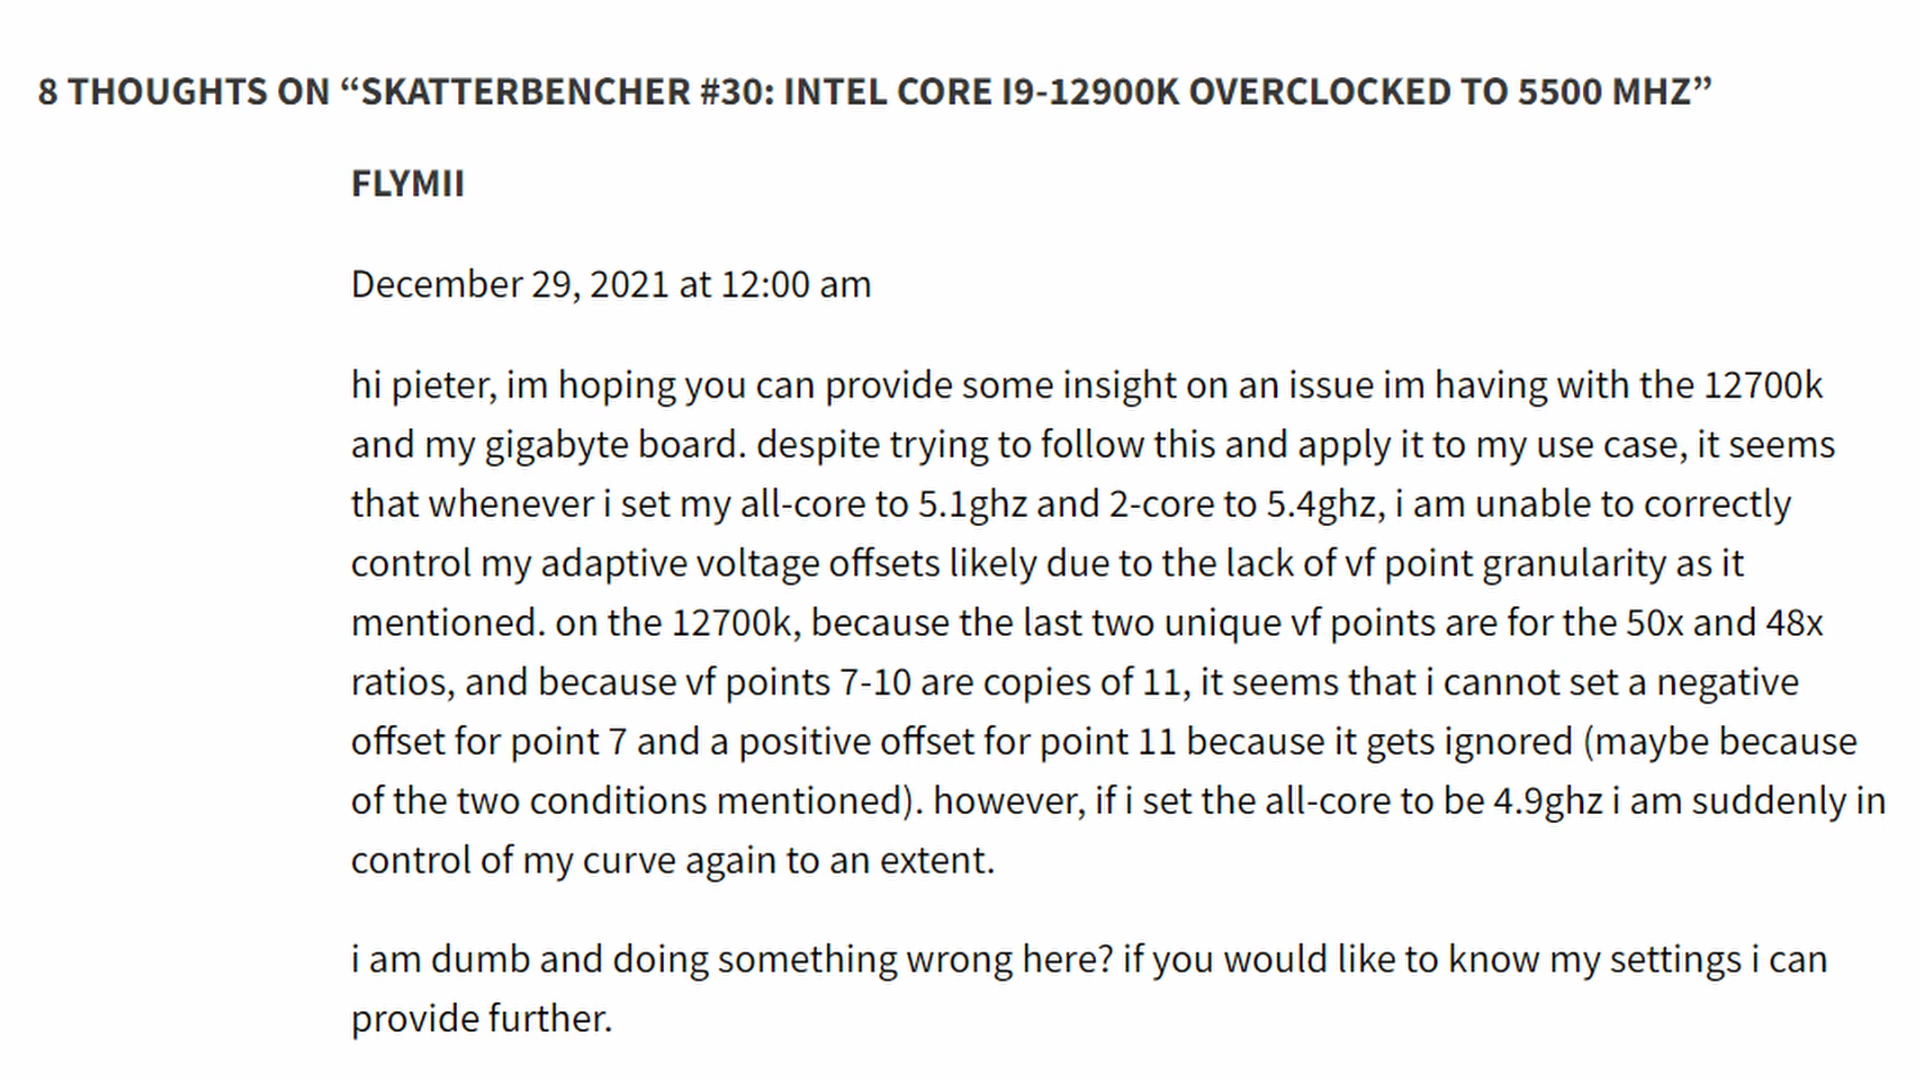 8 THOUGHTS ON “SKATTERBENCHER #30: INTEL CORE I9-12900K OVERCLOCKED TO 5500 MHZ”
FLYMII
December 29, 2021 at 12:00 am
hi pieter, im hoping you can provide some insight on an issue im having with the 12700k
and my gigabyte board. despite trying to follow this and apply it to my use case, it seems
that whenever i set my all-core to 5.1ghz and 2-core to 5.4ghz, i am unable to correctly
control my adaptive voltage offsets likely due to the lack of vf point granularity as it
mentioned. on the 12700k, because the last two unique vf points are for the 50x and 48x
ratios, and because vf points 7-10 are copies of 11, it seems that i cannot set a negative
offset for point 7 and a positive offset for point 11 because it gets ignored (maybe because
of the two conditions mentioned). however, if i set the all-core to be 4.9ghz i am suddenly in
control of my curve again to an extent.
i am dumb and doing something wrong here? if you would like to know my settings i can
provide further.